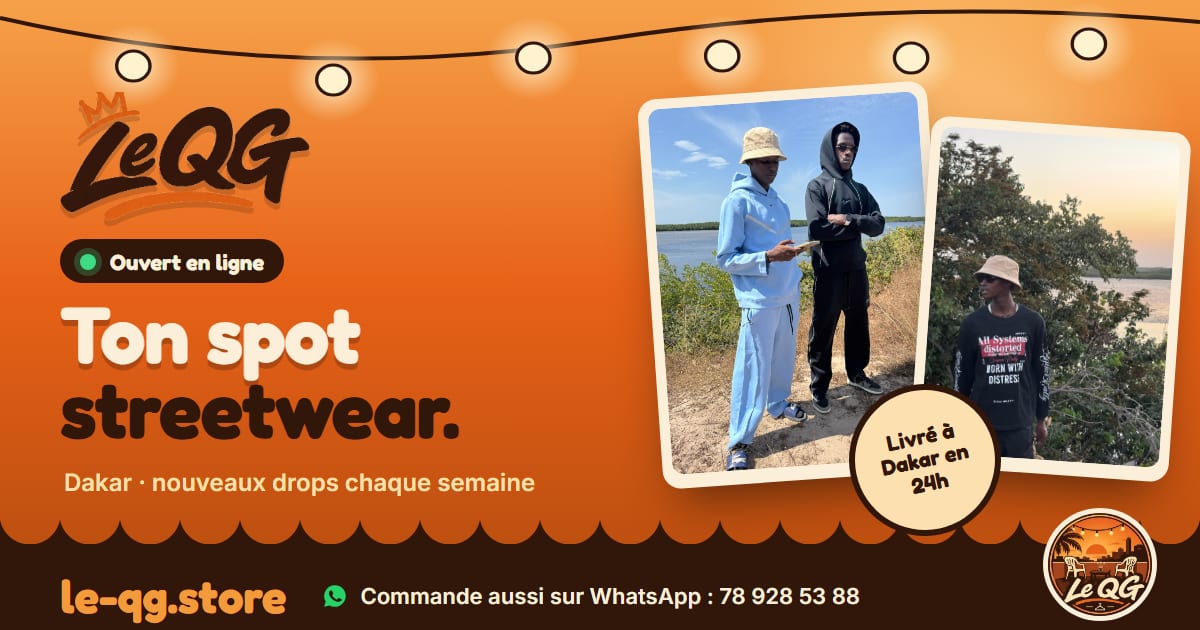 LeQG
Ouvert en ligne
Ton spot
streetwear.
Dakar · nouveaux drops chaque semaine
All Systems
distorted
BORN WITH
DISTRESS
Livré à
Dakar en
24h
le-qg.store
Commande aussi sur WhatsApp : 78 928 53 88
Le QG